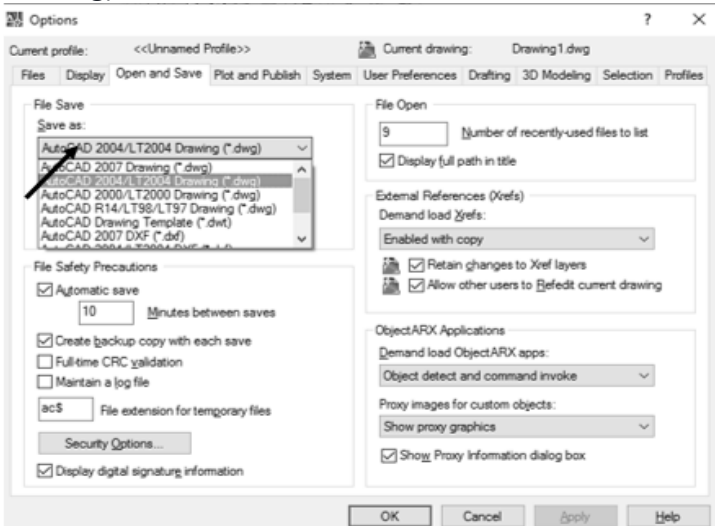 Options ? ×
Current profile: <<Unnamed Profile>> Current drawing: Drawing1.dwg
Files Display Open and Save Plot and Publish System User Preferences Drafting 3D Modeling Selection Profiles
File Save
Save as:
AutoCAD 2004/LT2004 Drawing (*.dwg)
AutoCAD 2007 Drawing (*.dwg)
AutoCAD 2004/LT2004 Drawing (*.dwg)
AutoCAD 2000/LT2000 Drawing (*.dwg)
AutoCAD R14/LT98/LT97 Drawing (*.dwg)
AutoCAD Drawing Template (*.dwt)
AutoCAD 2007 DXF (*.dxf)
File Safety Precautions
Automatic save
10 Minutes between saves
Create backup copy with each save
Full-time CRC validation
Maintain a log file
ac$ File extension for temporary files
Security Options...
Display digital signature information
File Open
9 Number of recently-used files to list
Display full path in title
External References (Xrefs)
Demand load Xrefs:
Enabled with copy
Retain changes to Xref layers
Allow other users to Refedit current drawing
ObjectARX Applications
Demand load ObjectARX apps:
Object detect and command invoke
Proxy images for custom objects:
Show proxy graphics
Show Proxy Information dialog box
OK Cancel Apply Help